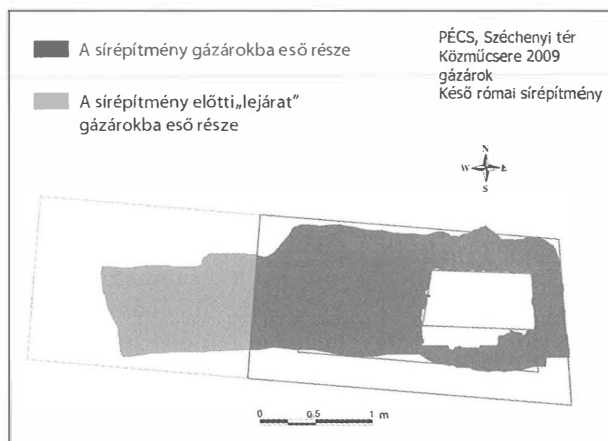 A sírépítmény gázárokba eső része
A sírépítmény előtti „lejárat”
gázárokba eső része
PÉCS, Széchenyi tér
Közműcsere 2009
gázárok
Késő római sírépítmény
N
W E
S
0 0.5 1 m